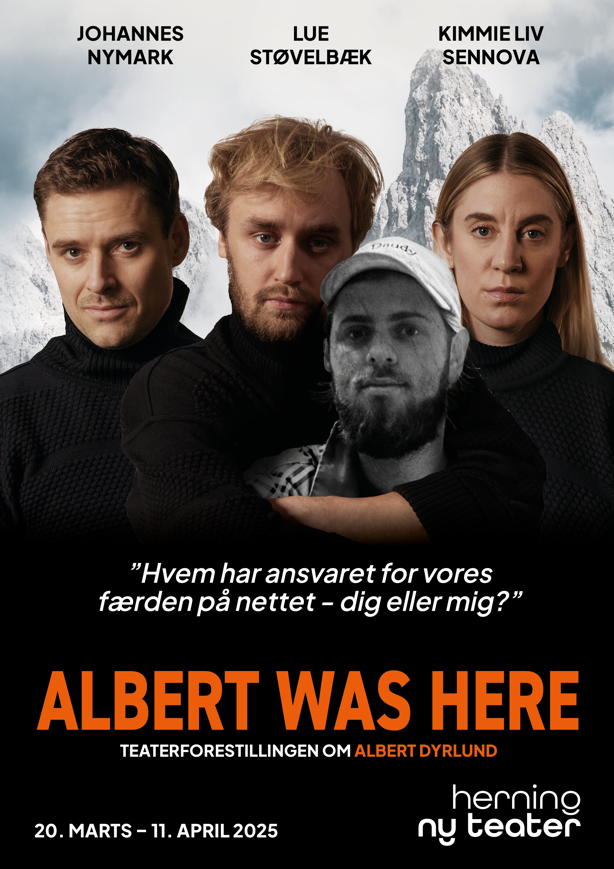 JOHANNES
NYMARK
LUE
STØVELBÆK
KIMMIE LIV
SENNOVA
Daudy
”Hvem har ansvaret for vores
færden på nettet – dig eller mig?”
ALBERT WAS HERE
TEATERFORESTILLINGEN OM ALBERT DYRLUND
20. MARTS – 11. APRIL 2025
herning
ny teater